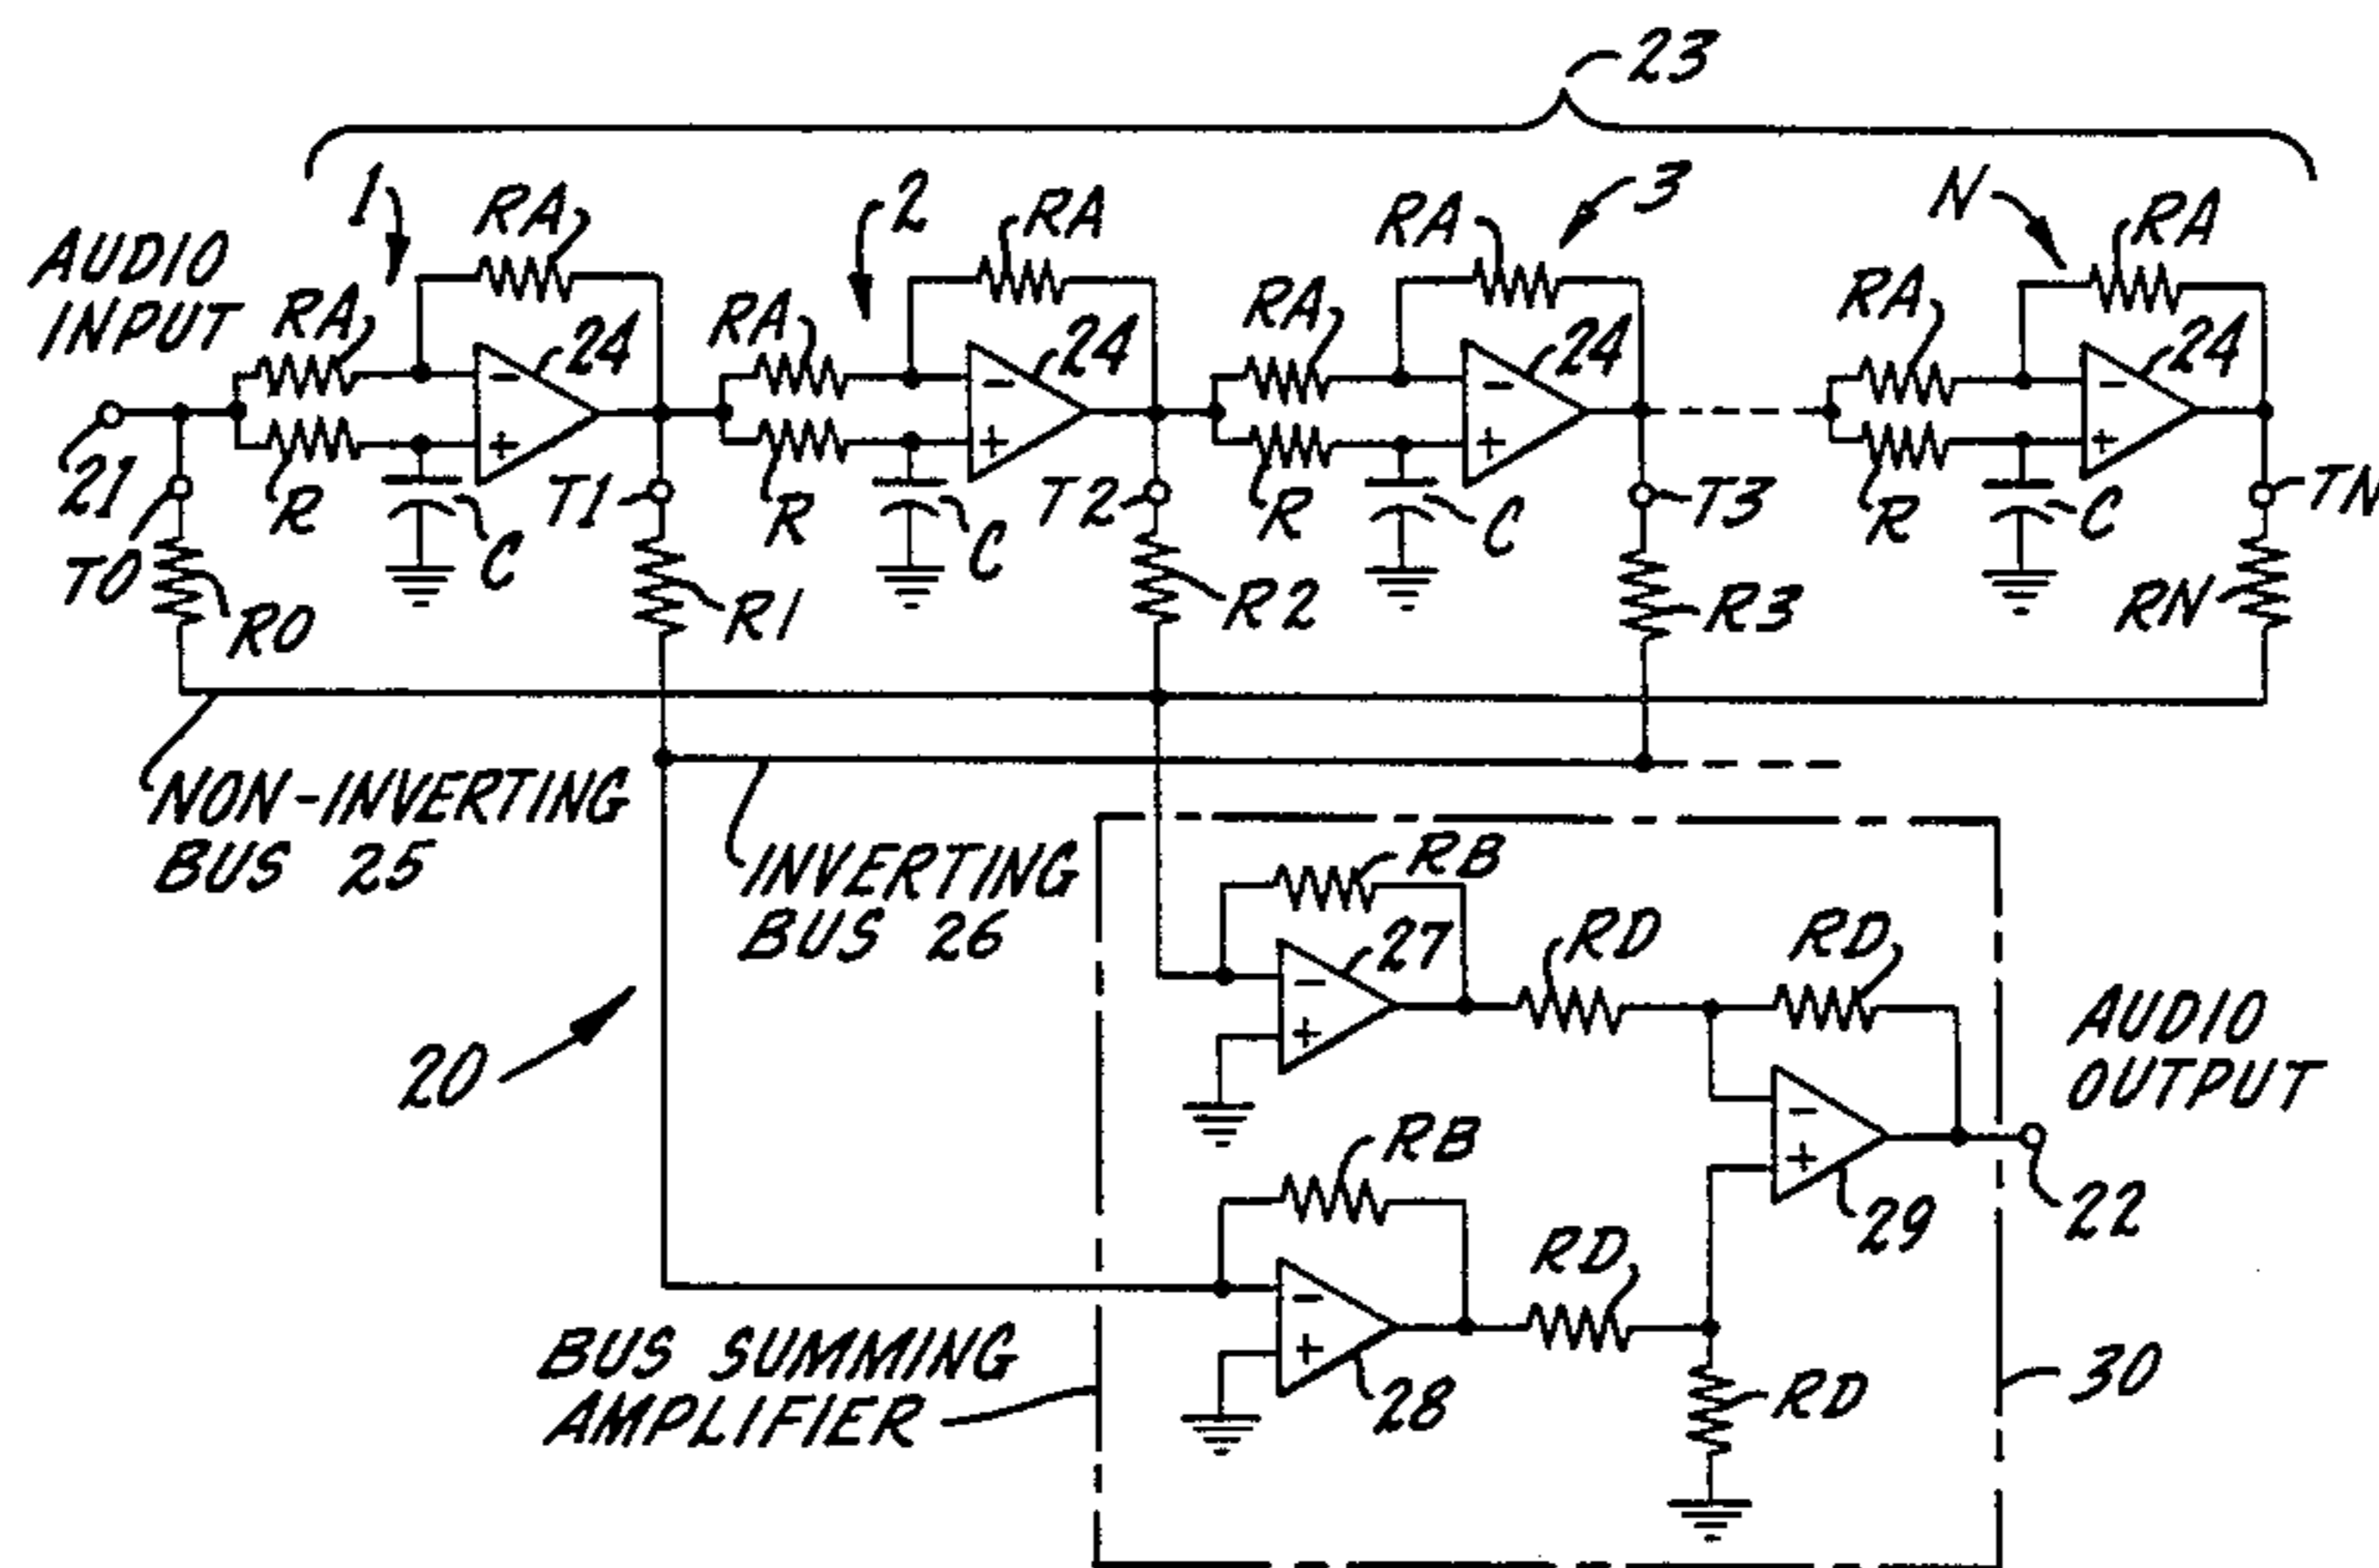 23
1
RA
2
RA
RA
3
N
RA
AUDIO
INPUT
RA
24
RA
24
RA
24
RA
24
21
R
T1
R
T2
R
T3
R
TN
C
C
C
C
T0
R0
R1
R2
R3
RN
NON-INVERTING
BUS 25
INVERTING
BUS 26
RB
27
RD
RD
AUDIO
OUTPUT
20
RB
29
22
RD
BUS SUMMING
AMPLIFIER
28
RD
30
-
+
-
+
-
+
-
+
-
+
-
+
-
+